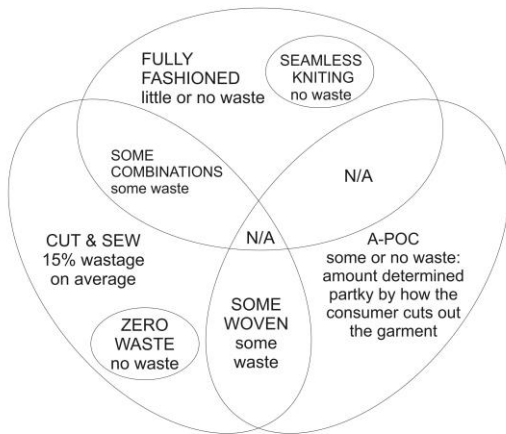 FULLY
FASHIONED
little or no waste
SEAMLESS
KNITING
no waste
SOME
COMBINATIONS
some waste
N/A
N/A
CUT & SEW
15% wastage
on average
A-POC
some or no waste:
amount determined
partky by how the
consumer cuts out
the garment
ZERO
WASTE
no waste
SOME
WOVEN
some
waste